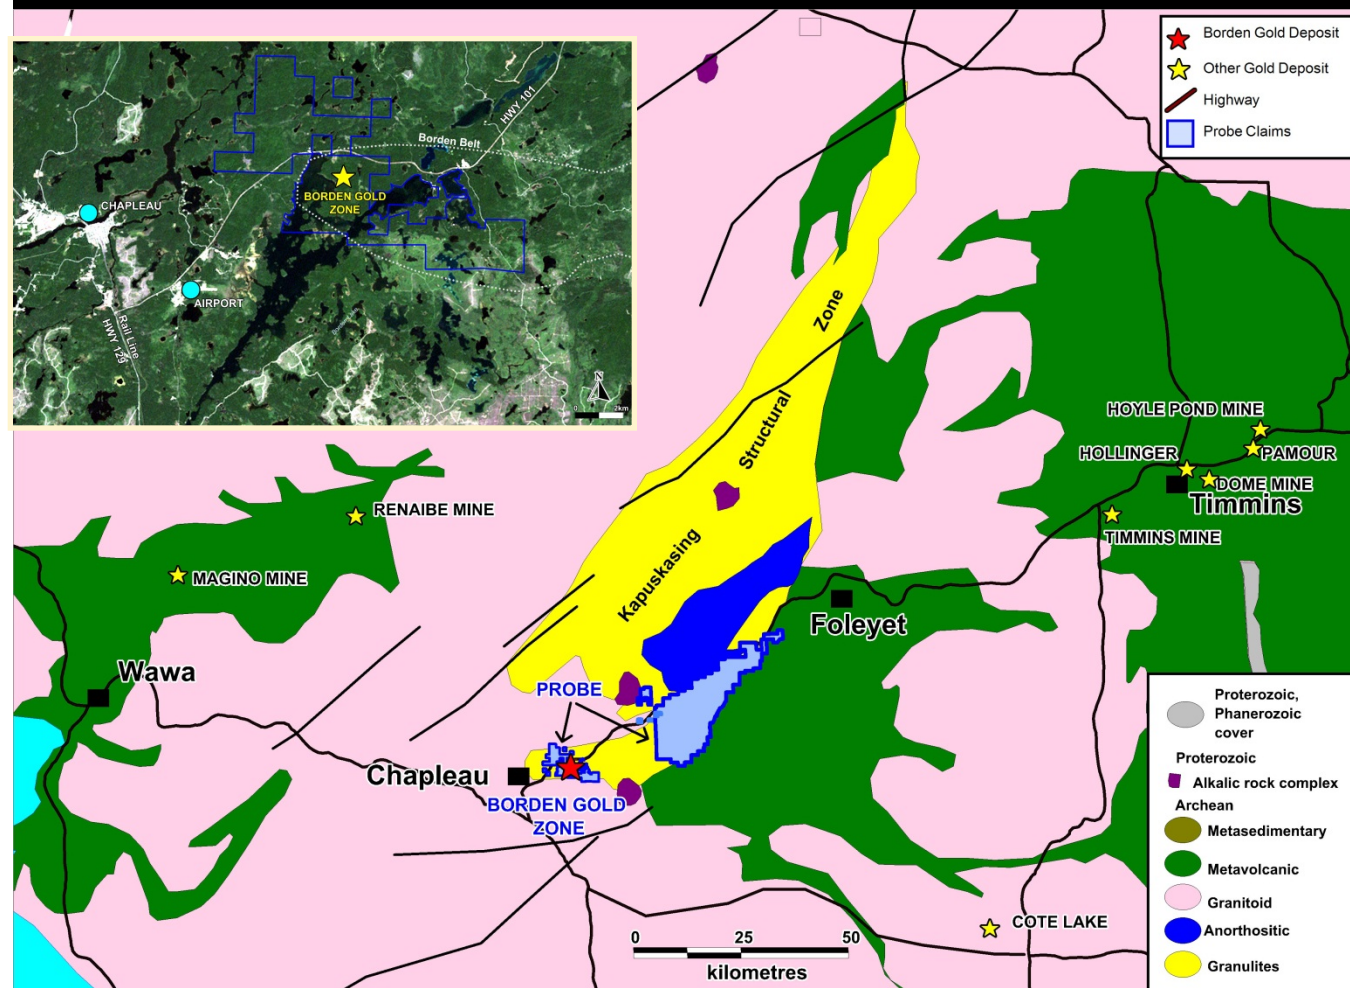 Borden Gold Deposit
Other Gold Deposit
Highway
Probe Claims
HWY 101
Borden Belt
BORDEN GOLD
ZONE
CHAPLEAU
AIRPORT
Rail Line
HWY 129
N
0 2km
Zone
Structural
Kapuskasing
HOYLE POND MINE
HOLLINGER
PAMOUR
DOME MINE
Timmins
TIMMINS MINE
RENAIBE MINE
MAGINO MINE
Foleyet
Wawa
PROBE
Chapleau
BORDEN GOLD
ZONE
COTE LAKE
0 25 50
kilometres
Proterozoic,
Phanerozoic
cover
Proterozoic
Alkalic rock complex
Archean
Metasedimentary
Metavolcanic
Granitoid
Anorthositic
Granulites